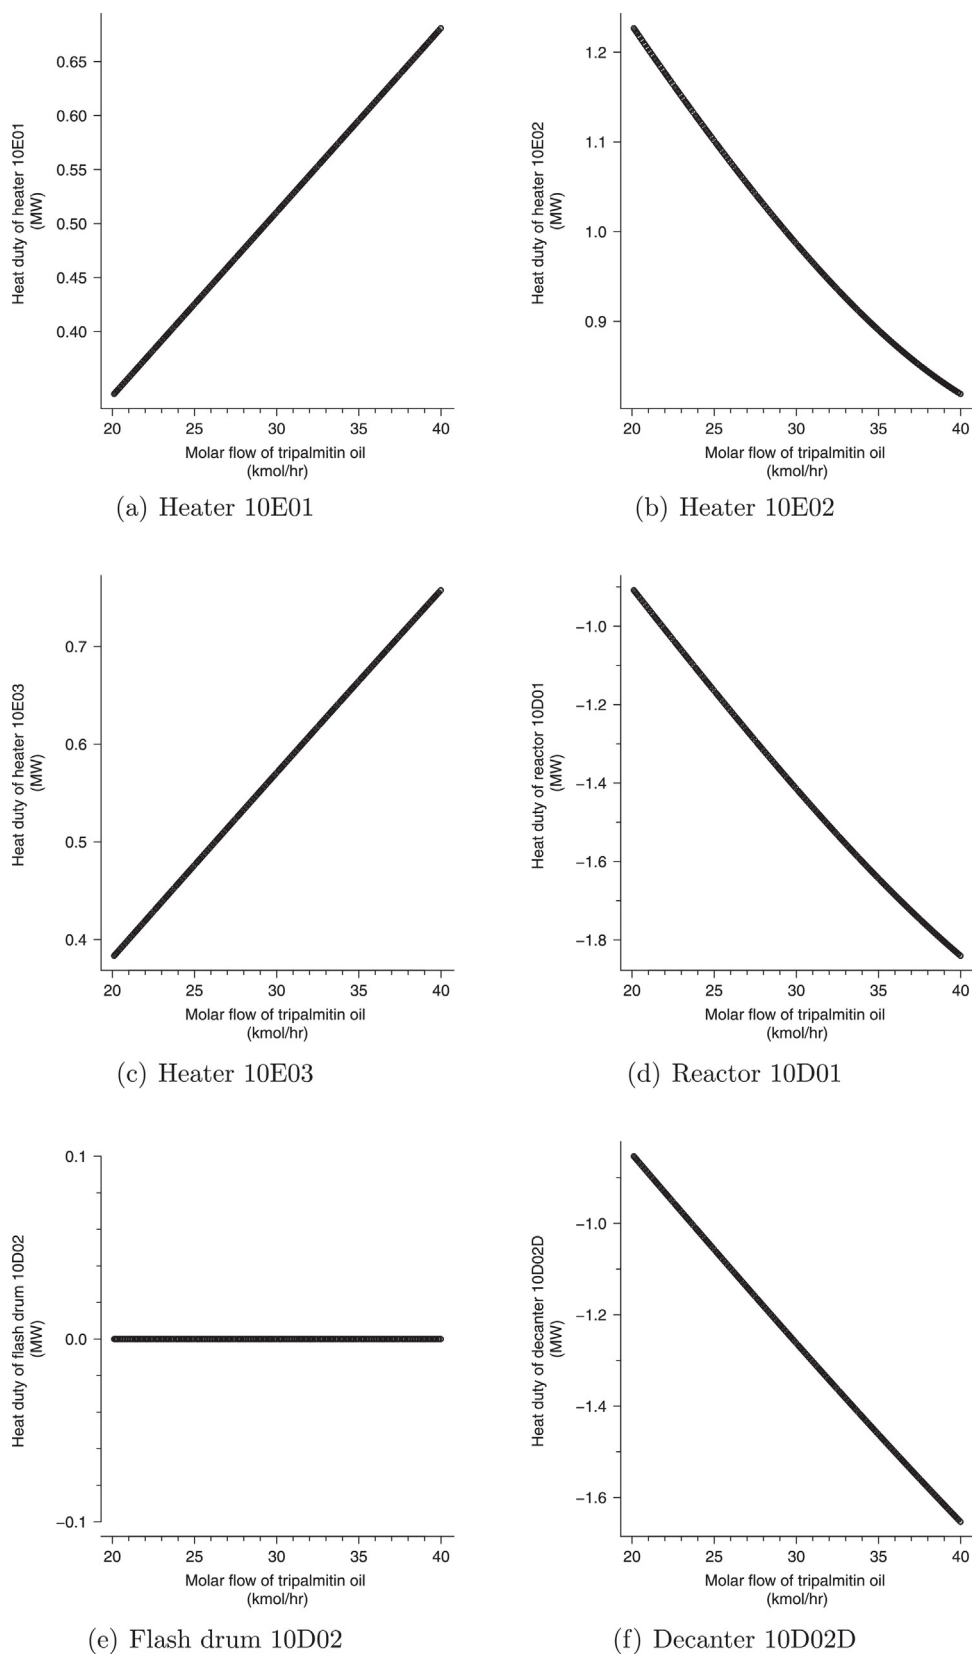 Heat duty of heater 10E01
(MW)
0.65
0.60
0.55
0.50
0.45
0.40
20 25 30 35 40
Molar flow of tripalmitin oil
(kmol/hr)
(a) Heater 10E01
Heat duty of heater 10E02
(MW)
1.2
1.1
1.0
0.9
20 25 30 35 40
Molar flow of tripalmitin oil
(kmol/hr)
(b) Heater 10E02
Heat duty of heater 10E03
(MW)
0.7
0.6
0.5
0.4
20 25 30 35 40
Molar flow of tripalmitin oil
(kmol/hr)
(c) Heater 10E03
Heat duty of reactor 10D01
(MW)
−1.0
−1.2
−1.4
−1.6
−1.8
20 25 30 35 40
Molar flow of tripalmitin oil
(kmol/hr)
(d) Reactor 10D01
Heat duty of flash drum 10D02
(MW)
0.1
0.0
−0.1
20 25 30 35 40
Molar flow of tripalmitin oil
(kmol/hr)
(e) Flash drum 10D02
Heat duty of decanter 10D02D
(MW)
−1.0
−1.2
−1.4
−1.6
20 25 30 35 40
Molar flow of tripalmitin oil
(kmol/hr)
(f) Decanter 10D02D